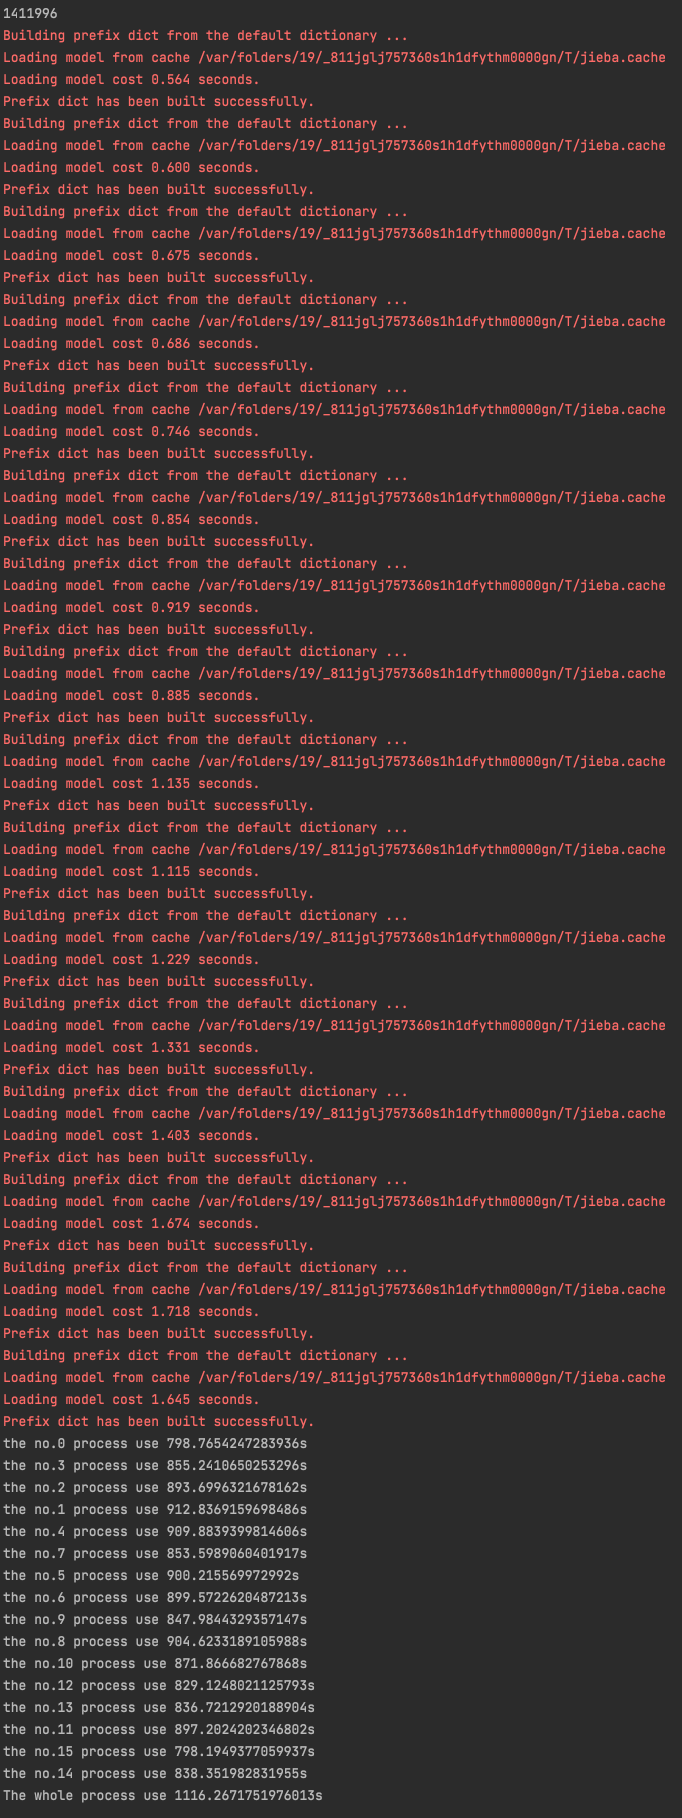 1411996
Building prefix dict from the default dictionary ...
Loading model from cache /var/folders/19/_811jglj757360s1h1dfythm0000gn/T/jieba.cache
Loading model cost 0.564 seconds.
Prefix dict has been built successfully.
Building prefix dict from the default dictionary ...
Loading model from cache /var/folders/19/_811jglj757360s1h1dfythm0000gn/T/jieba.cache
Loading model cost 0.600 seconds.
Prefix dict has been built successfully.
Building prefix dict from the default dictionary ...
Loading model from cache /var/folders/19/_811jglj757360s1h1dfythm0000gn/T/jieba.cache
Loading model cost 0.675 seconds.
Prefix dict has been built successfully.
Building prefix dict from the default dictionary ...
Loading model from cache /var/folders/19/_811jglj757360s1h1dfythm0000gn/T/jieba.cache
Loading model cost 0.686 seconds.
Prefix dict has been built successfully.
Building prefix dict from the default dictionary ...
Loading model from cache /var/folders/19/_811jglj757360s1h1dfythm0000gn/T/jieba.cache
Loading model cost 0.746 seconds.
Prefix dict has been built successfully.
Building prefix dict from the default dictionary ...
Loading model from cache /var/folders/19/_811jglj757360s1h1dfythm0000gn/T/jieba.cache
Loading model cost 0.854 seconds.
Prefix dict has been built successfully.
Building prefix dict from the default dictionary ...
Loading model from cache /var/folders/19/_811jglj757360s1h1dfythm0000gn/T/jieba.cache
Loading model cost 0.919 seconds.
Prefix dict has been built successfully.
Building prefix dict from the default dictionary ...
Loading model from cache /var/folders/19/_811jglj757360s1h1dfythm0000gn/T/jieba.cache
Loading model cost 0.885 seconds.
Prefix dict has been built successfully.
Building prefix dict from the default dictionary ...
Loading model from cache /var/folders/19/_811jglj757360s1h1dfythm0000gn/T/jieba.cache
Loading model cost 1.135 seconds.
Prefix dict has been built successfully.
Building prefix dict from the default dictionary ...
Loading model from cache /var/folders/19/_811jglj757360s1h1dfythm0000gn/T/jieba.cache
Loading model cost 1.115 seconds.
Prefix dict has been built successfully.
Building prefix dict from the default dictionary ...
Loading model from cache /var/folders/19/_811jglj757360s1h1dfythm0000gn/T/jieba.cache
Loading model cost 1.229 seconds.
Prefix dict has been built successfully.
Building prefix dict from the default dictionary ...
Loading model from cache /var/folders/19/_811jglj757360s1h1dfythm0000gn/T/jieba.cache
Loading model cost 1.331 seconds.
Prefix dict has been built successfully.
Building prefix dict from the default dictionary ...
Loading model from cache /var/folders/19/_811jglj757360s1h1dfythm0000gn/T/jieba.cache
Loading model cost 1.403 seconds.
Prefix dict has been built successfully.
Building prefix dict from the default dictionary ...
Loading model from cache /var/folders/19/_811jglj757360s1h1dfythm0000gn/T/jieba.cache
Loading model cost 1.674 seconds.
Prefix dict has been built successfully.
Building prefix dict from the default dictionary ...
Loading model from cache /var/folders/19/_811jglj757360s1h1dfythm0000gn/T/jieba.cache
Loading model cost 1.718 seconds.
Prefix dict has been built successfully.
Building prefix dict from the default dictionary ...
Loading model from cache /var/folders/19/_811jglj757360s1h1dfythm0000gn/T/jieba.cache
Loading model cost 1.645 seconds.
Prefix dict has been built successfully.
the no.0 process use 798.7654247283936s
the no.3 process use 855.2410650253296s
the no.2 process use 893.6996321678162s
the no.1 process use 912.8369159698486s
the no.4 process use 909.8839399814606s
the no.7 process use 853.5989060401917s
the no.5 process use 900.215569972992s
the no.6 process use 899.5722620487213s
the no.9 process use 847.9844329357147s
the no.8 process use 904.6233189105988s
the no.10 process use 871.866682767868s
the no.12 process use 829.1248021125793s
the no.13 process use 836.7212920188904s
the no.11 process use 897.2024202346802s
the no.15 process use 798.1949377059937s
the no.14 process use 838.351982831955s
The whole process use 1116.2671751976013s